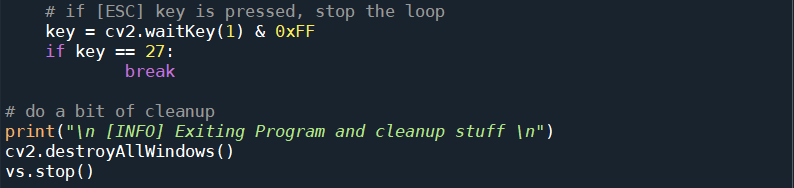 # if [ESC] key is pressed, stop the loop
key = cv2.waitKey(1) & 0xFF
if key == 27:
break
# do a bit of cleanup
print("\n [INFO] Exiting Program and cleanup stuff \n")
cv2.destroyAllWindows()
vs.stop()